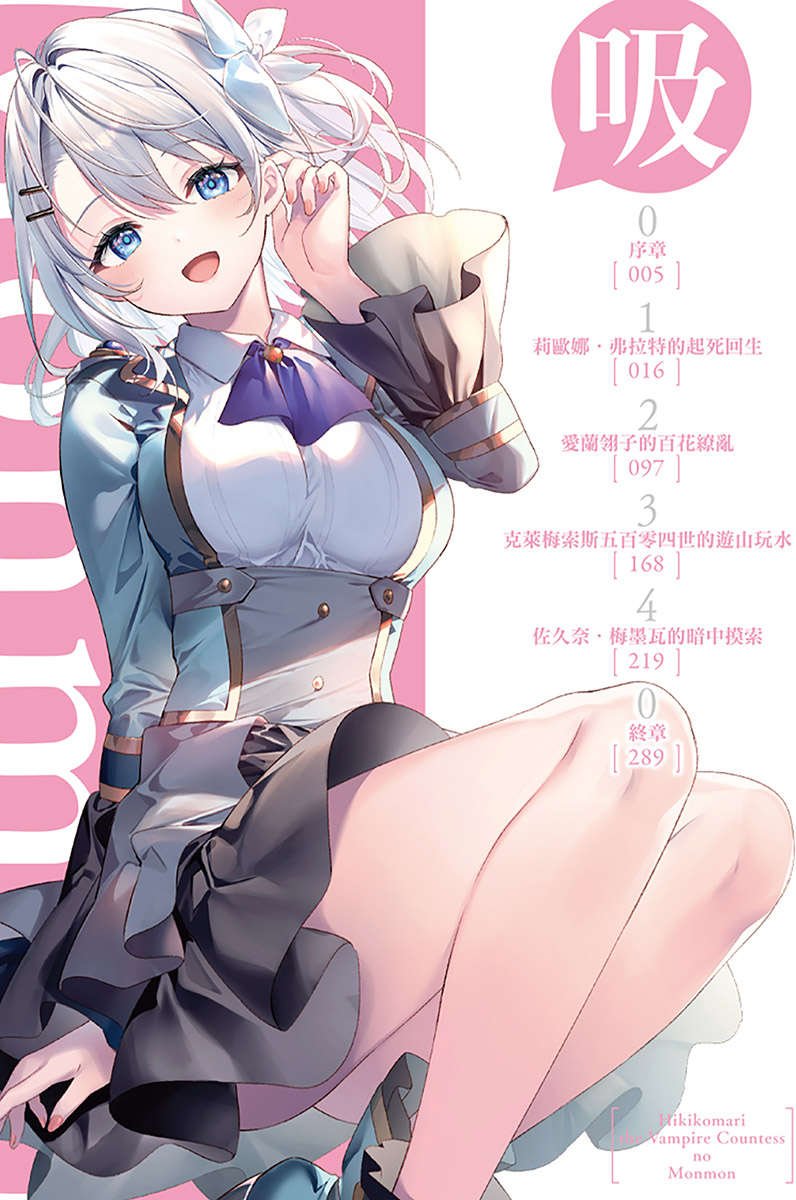 吸
0
序章
[ 005 ]
1
莉歐娜・弗拉特的起死回生
[ 016 ]
2
愛蘭翎子的百花繚亂
[ 097 ]
3
克萊梅索斯五百零四世的遊山玩水
[ 168 ]
4
佐久奈・梅墨瓦的暗中摸索
[ 219 ]
0
終章
[ 289 ]
Hikikomari
the Vampire Countess
no
Monmon